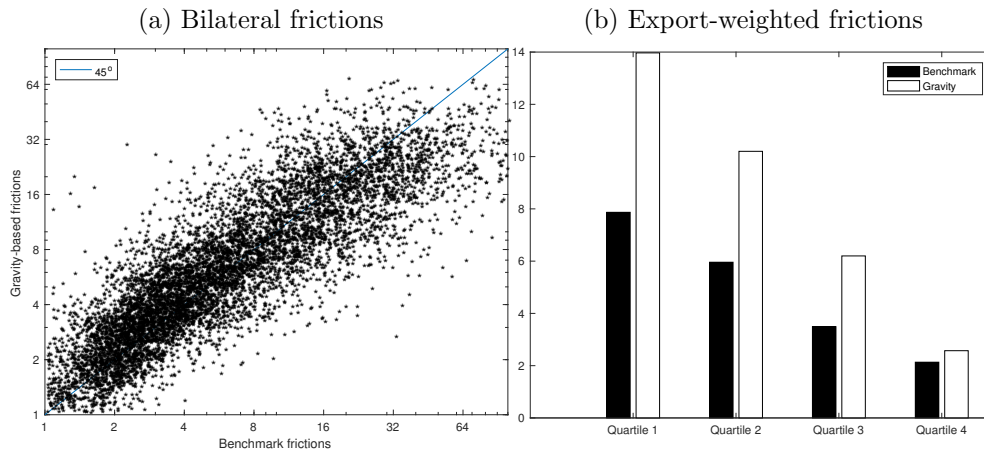 (a) Bilateral frictions
45°
64
32
16
8
4
2
1
1 2 4 8 16 32 64
Gravity-based frictions
Benchmark frictions
(b) Export-weighted frictions
Benchmark
Gravity
14
12
10
8
6
4
2
0
Quartile 1 Quartile 2 Quartile 3 Quartile 4